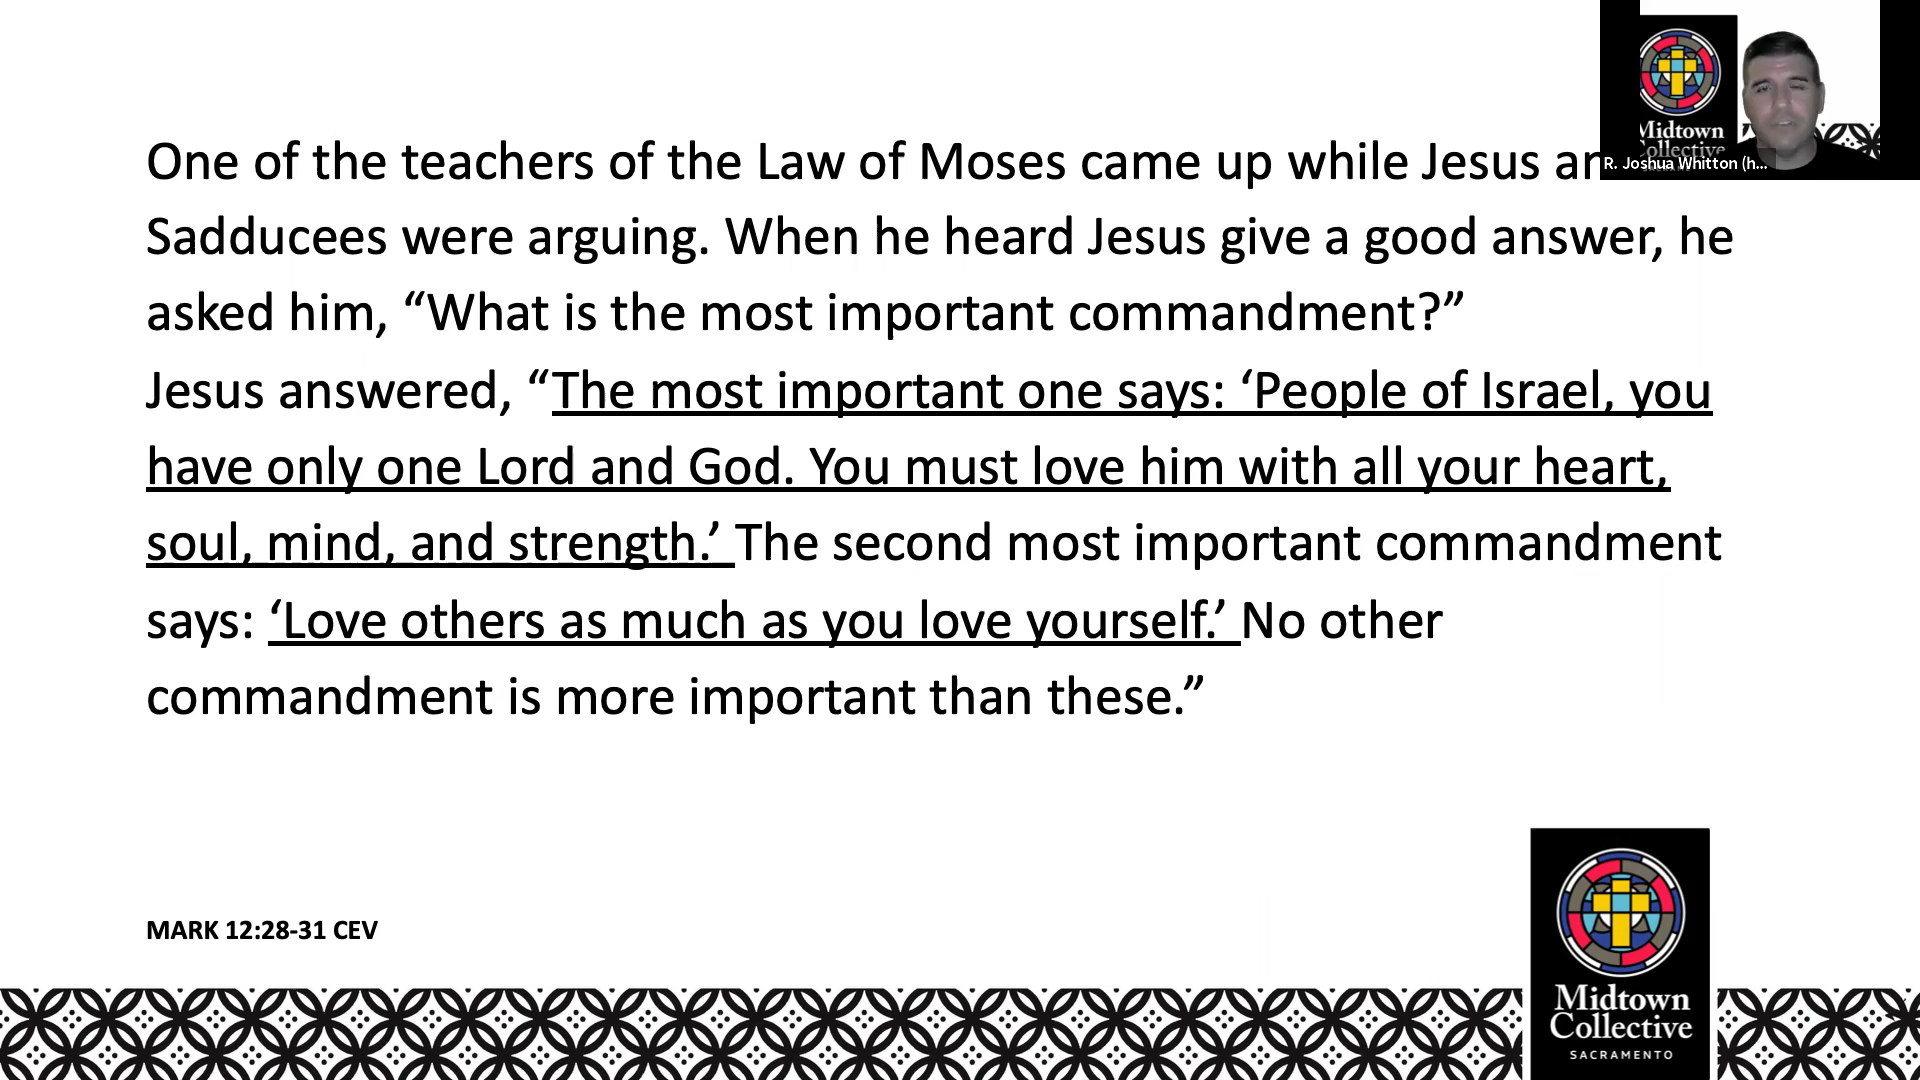 One of the teachers of the Law of Moses came up while Jesus
Sadducees were arguing. When he heard Jesus give a good answer, he
asked him, “What is the most important commandment?”
Jesus answered, “The most important one says: ‘People of Israel, you
have only one Lord and God. You must love him with all your heart,
soul, mind, and strength.’ The second most important commandment
says: ‘Love others as much as you love yourself.’ No other
commandment is more important than these.”
MARK 12:28-31 CEV
Midtown
Collective
SACRAMENTO
Midtown
R. Joshua Whitton (h...